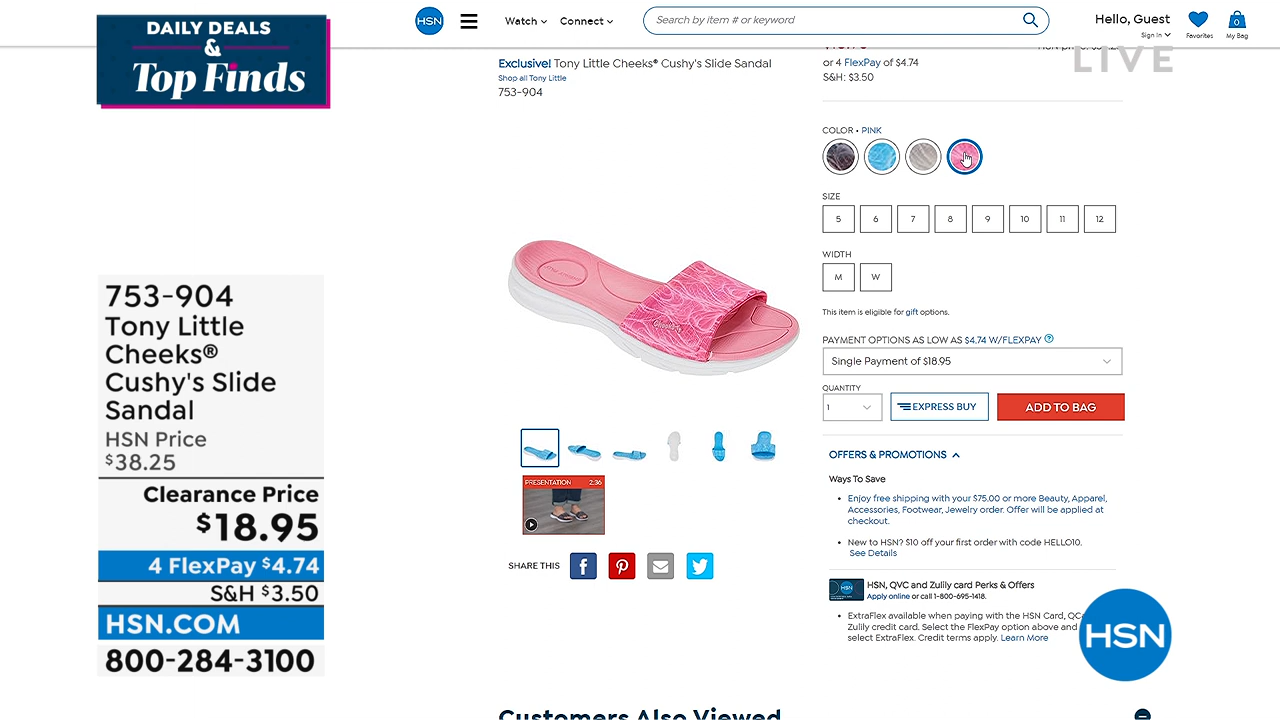 DAILY DEALS
&
Top Finds
HSN
Watch
Connect
Search by item # or keyword
Hello, Guest
Sign In
Favorites
0
My Bag
LIVE
Exclusive! Tony Little Cheeks® Cushy's Slide Sandal
Shop all Tony Little
753-904
or 4 FlexPay of $4.74
S&H: $3.50
COLOR • PINK
SIZE
5 6 7 8 9 10 11 12
WIDTH
M W
This item is eligible for gift options.
PAYMENT OPTIONS AS LOW AS $4.74 W/FLEXPAY ?
Single Payment of $18.95
QUANTITY
1
EXPRESS BUY
ADD TO BAG
PRESENTATION 2:36
SHARE THIS
OFFERS & PROMOTIONS
Ways To Save
• Enjoy free shipping with your $75.00 or more Beauty, Apparel,
Accessories, Footwear, Jewelry order. Offer will be applied at
checkout.
• New to HSN? $10 off your first order with code HELLO10.
See Details
HSN, QVC and Zulily card Perks & Offers
Apply online or call 1-800-695-1418.
• ExtraFlex available when paying with the HSN Card, QC
Zulily credit card. Select the FlexPay option above and
select ExtraFlex. Credit terms apply. Learn More
Customers Also Viewed
753-904
Tony Little
Cheeks®
Cushy's Slide
Sandal
HSN Price
$38.25
Clearance Price
$18.95
4 FlexPay $4.74
S&H $3.50
HSN.COM
800-284-3100
HSN